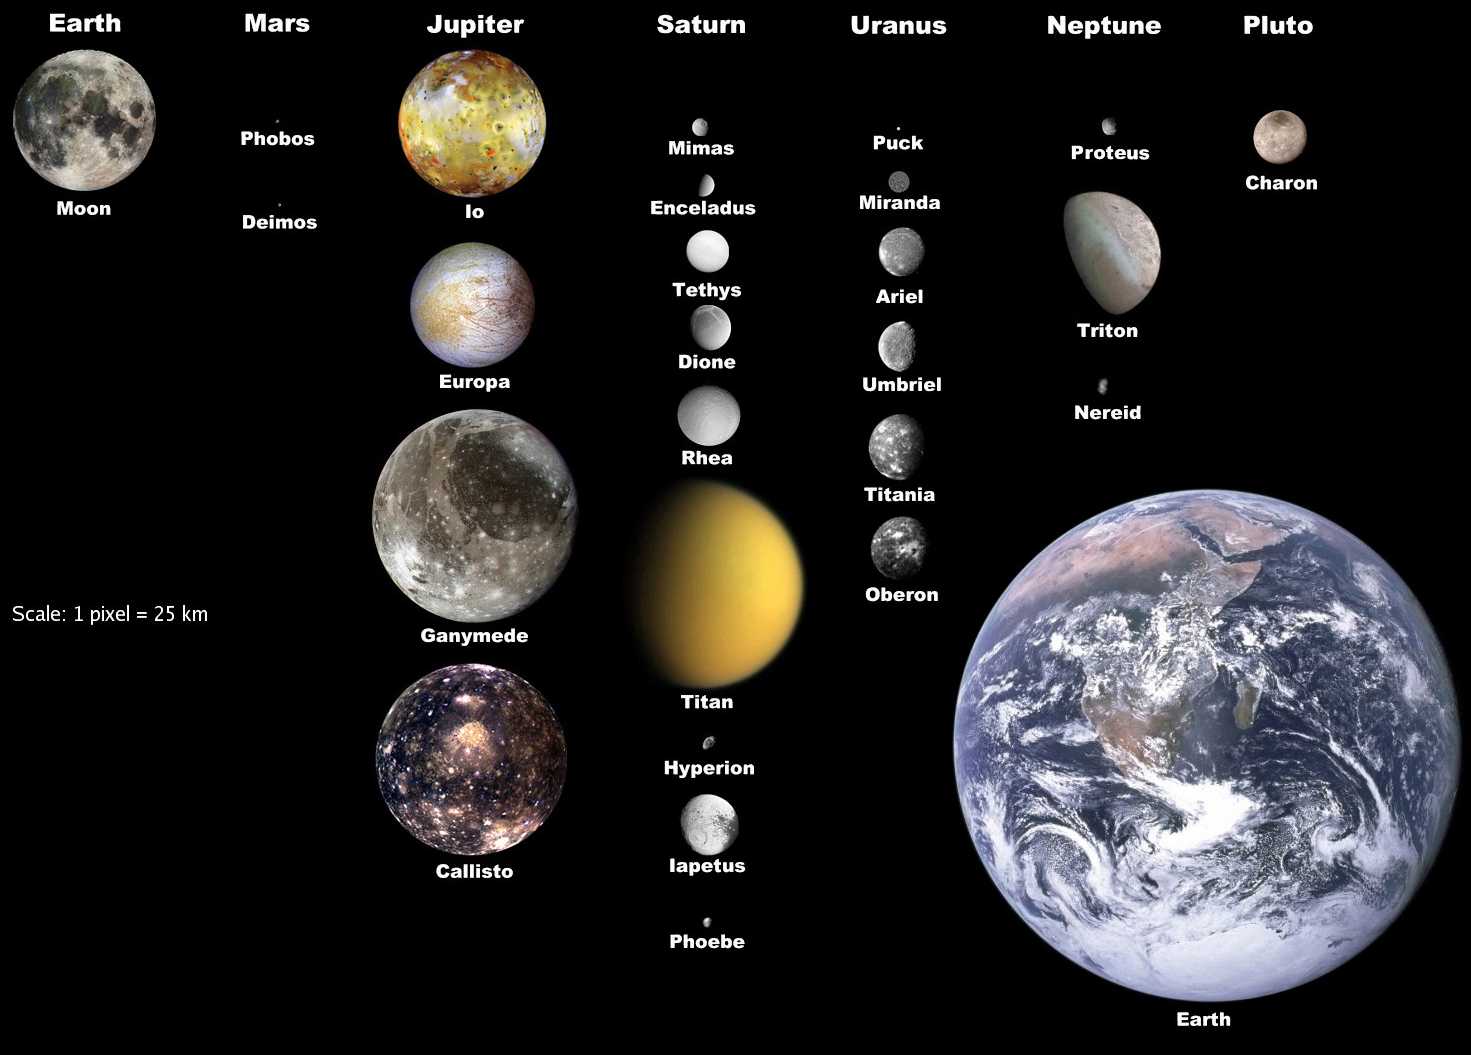 Earth
Mars
Jupiter
Saturn
Uranus
Neptune
Pluto
Moon
Phobos
Deimos
Io
Europa
Ganymede
Callisto
Mimas
Enceladus
Tethys
Dione
Rhea
Titan
Hyperion
Iapetus
Phoebe
Puck
Miranda
Ariel
Umbriel
Titania
Oberon
Proteus
Triton
Nereid
Charon
Scale: 1 pixel = 25 km
Earth